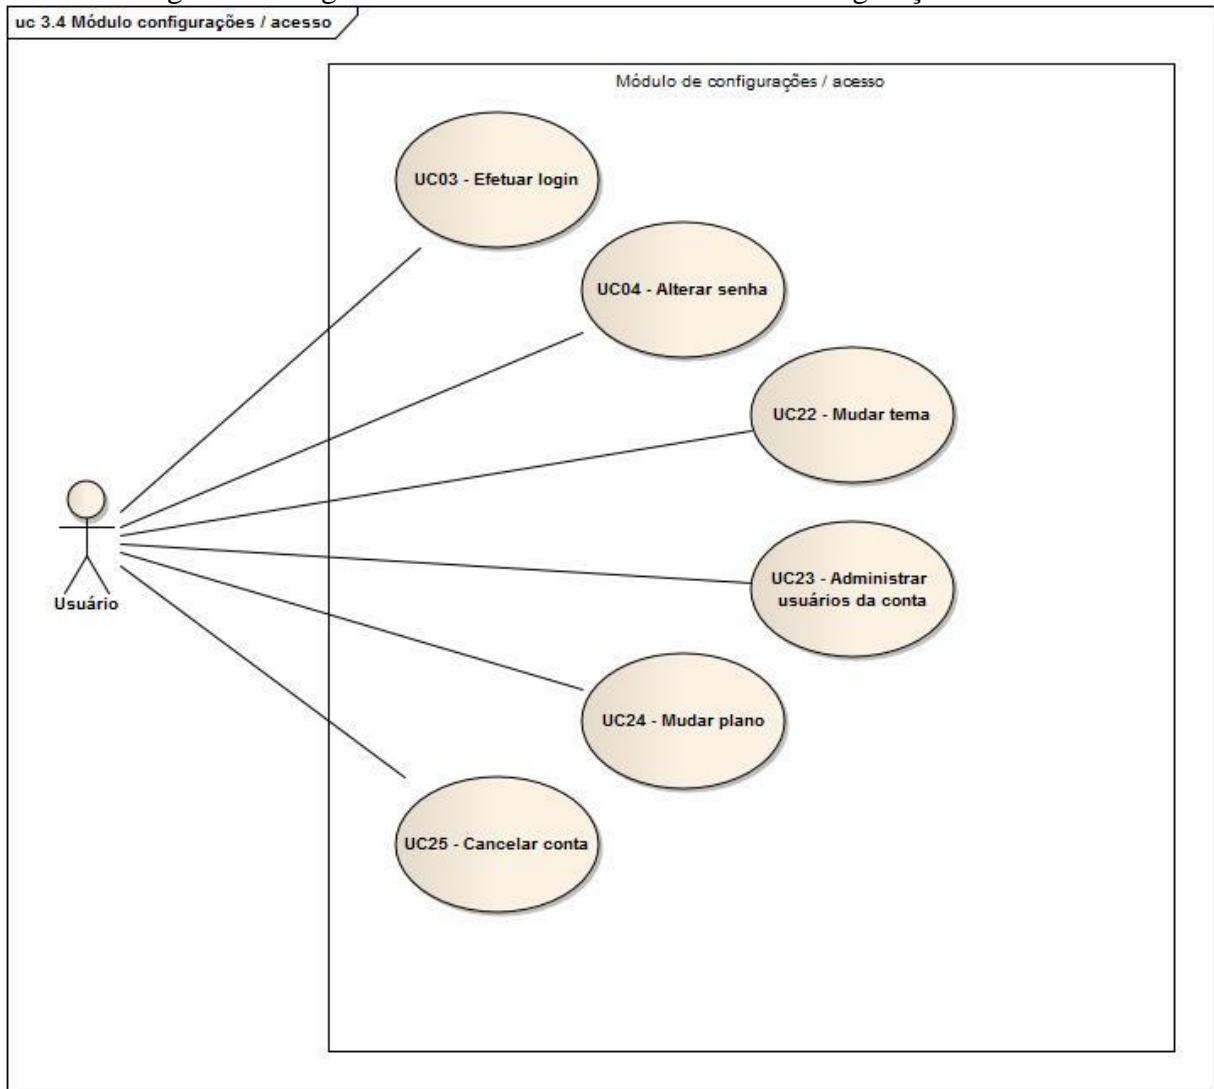 uc 3.4 Módulo configurações / acesso
Módulo de configurações / acesso
UC03 - Efetuar login
UC04 - Alterar senha
UC22 - Mudar tema
UC23 - Administrar
usuários da conta
Usuário
UC24 - Mudar plano
UC25 - Cancelar conta